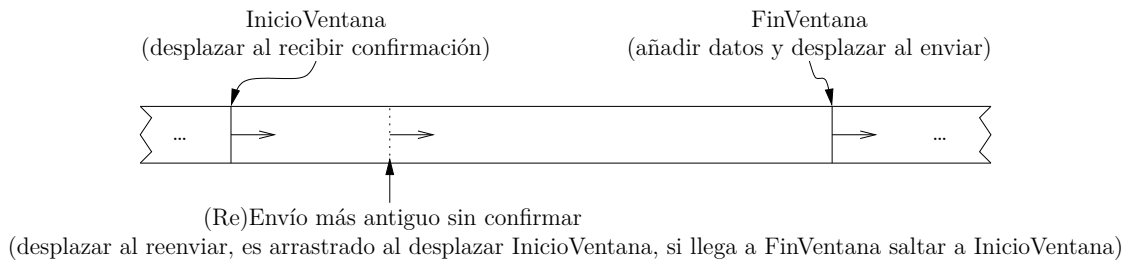 InicioVentana
(desplazar al recibir confirmación)
FinVentana
(añadir datos y desplazar al enviar)
...
...
(Re)Envío más antiguo sin confirmar
(desplazar al reenviar, es arrastrado al desplazar InicioVentana, si llega a FinVentana saltar a InicioVentana)